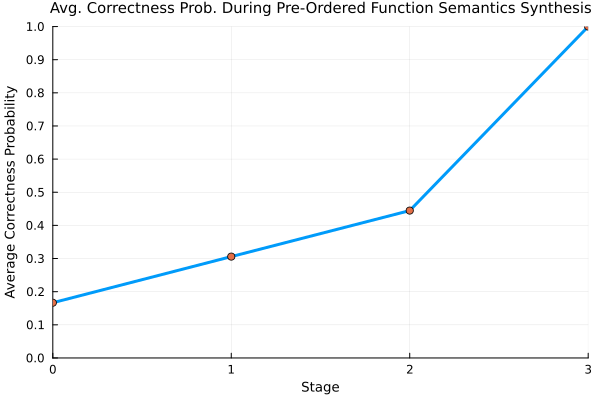 Avg. Correctness Prob. During Pre-Ordered Function Semantics Synthesis
1.0
0.9
0.8
0.7
0.6
0.5
0.4
0.3
0.2
0.1
0.0
Average Correctness Probability
0 1 2 3
Stage